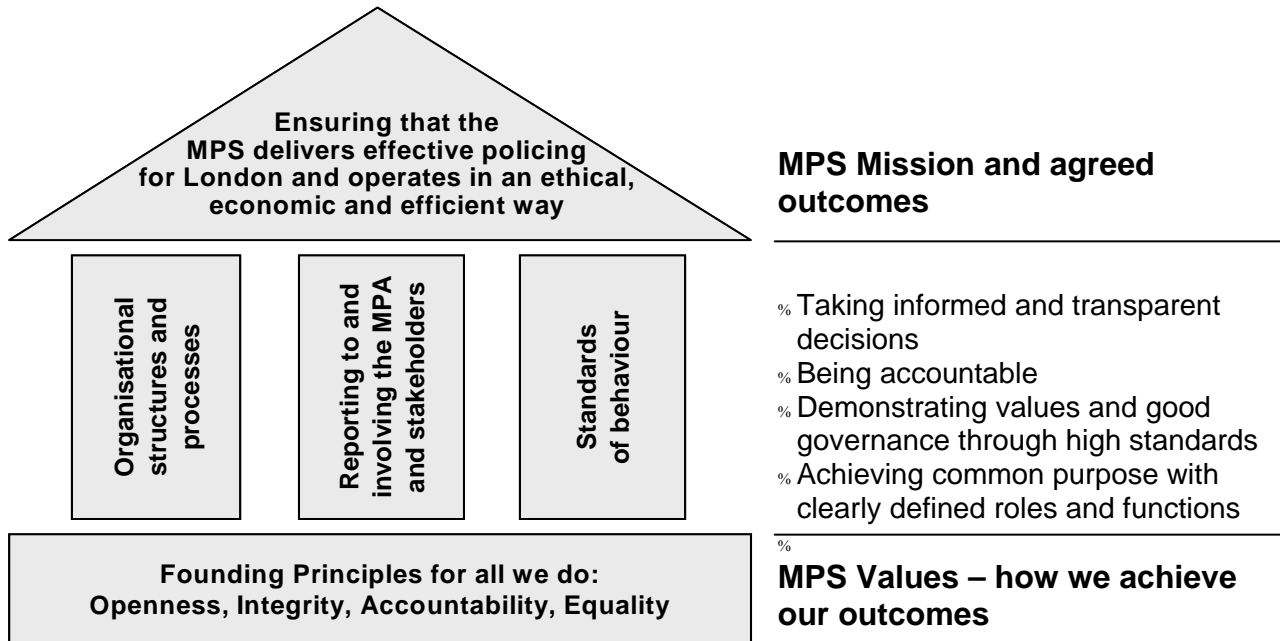 Ensuring that the
MPS delivers effective policing
for London and operates in an ethical,
economic and efficient way
MPS Mission and agreed
outcomes
Organisational
structures and
processes
Reporting to and
involving the MPA
and stakeholders
Standards
of behaviour
% Taking informed and transparent
decisions
% Being accountable
% Demonstrating values and good
governance through high standards
% Achieving common purpose with
clearly defined roles and functions
%
Founding Principles for all we do:
Openness, Integrity, Accountability, Equality
MPS Values – how we achieve
our outcomes